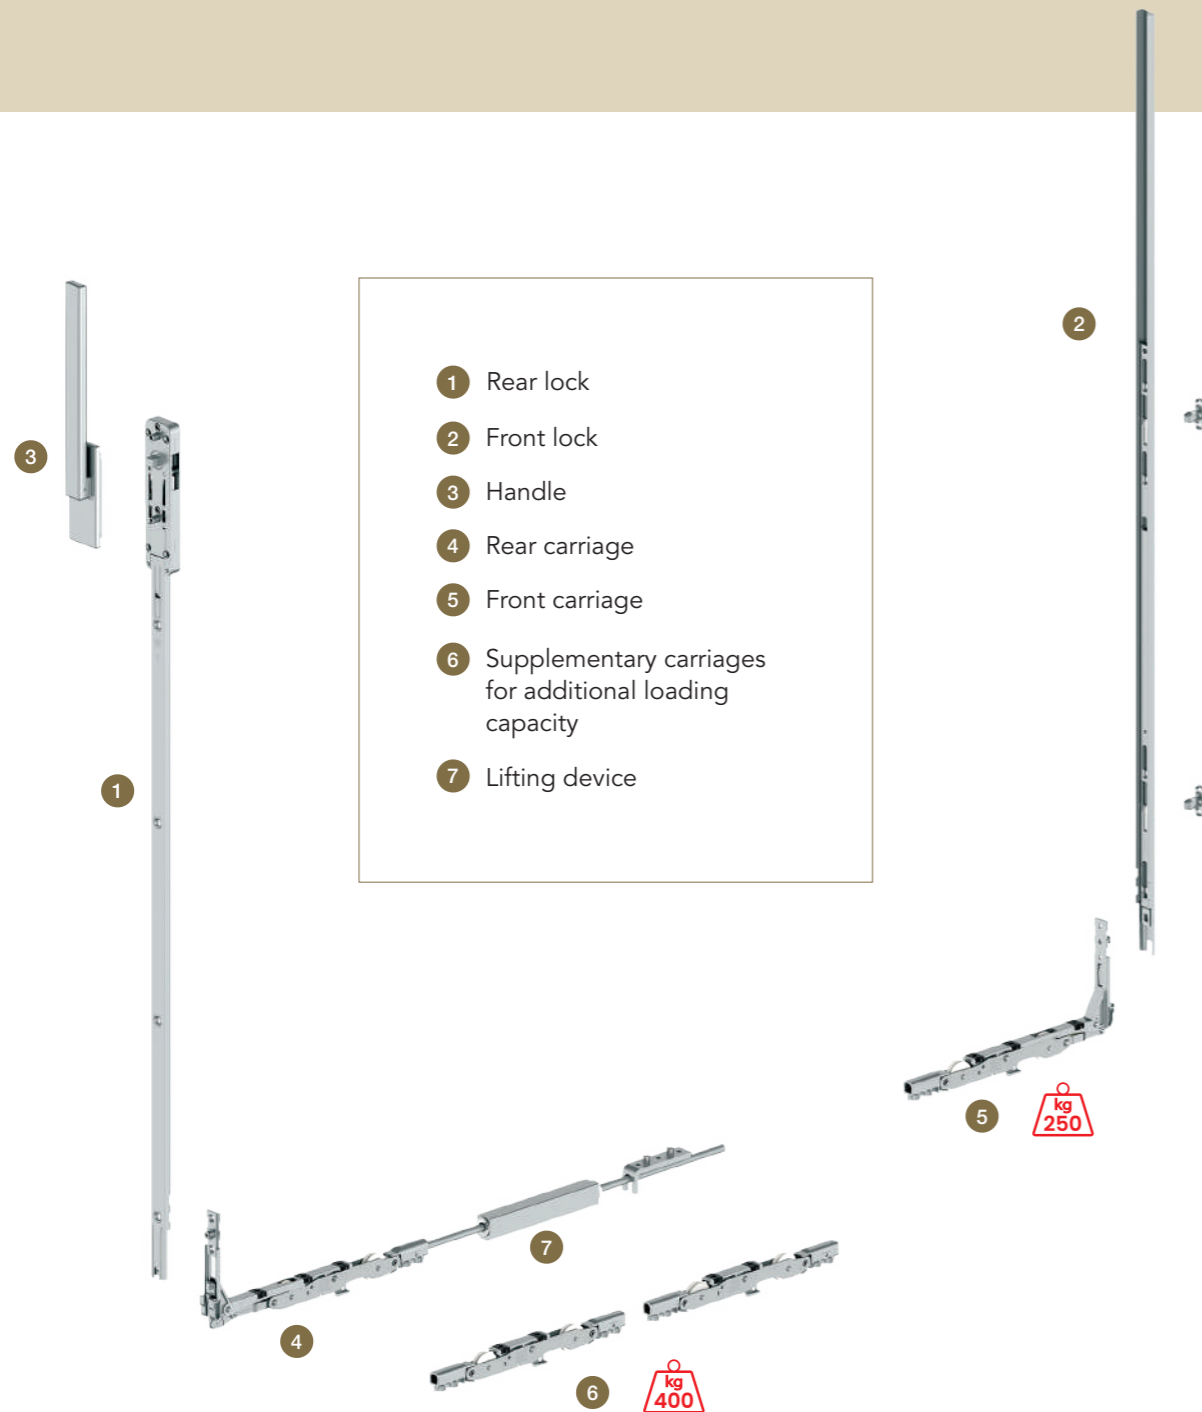 2
3
1 Rear lock
2 Front lock
3 Handle
4 Rear carriage
5 Front carriage
6 Supplementary carriages
for additional loading
capacity
7 Lifting device
1
5
kg
250
7
4
6
kg
400